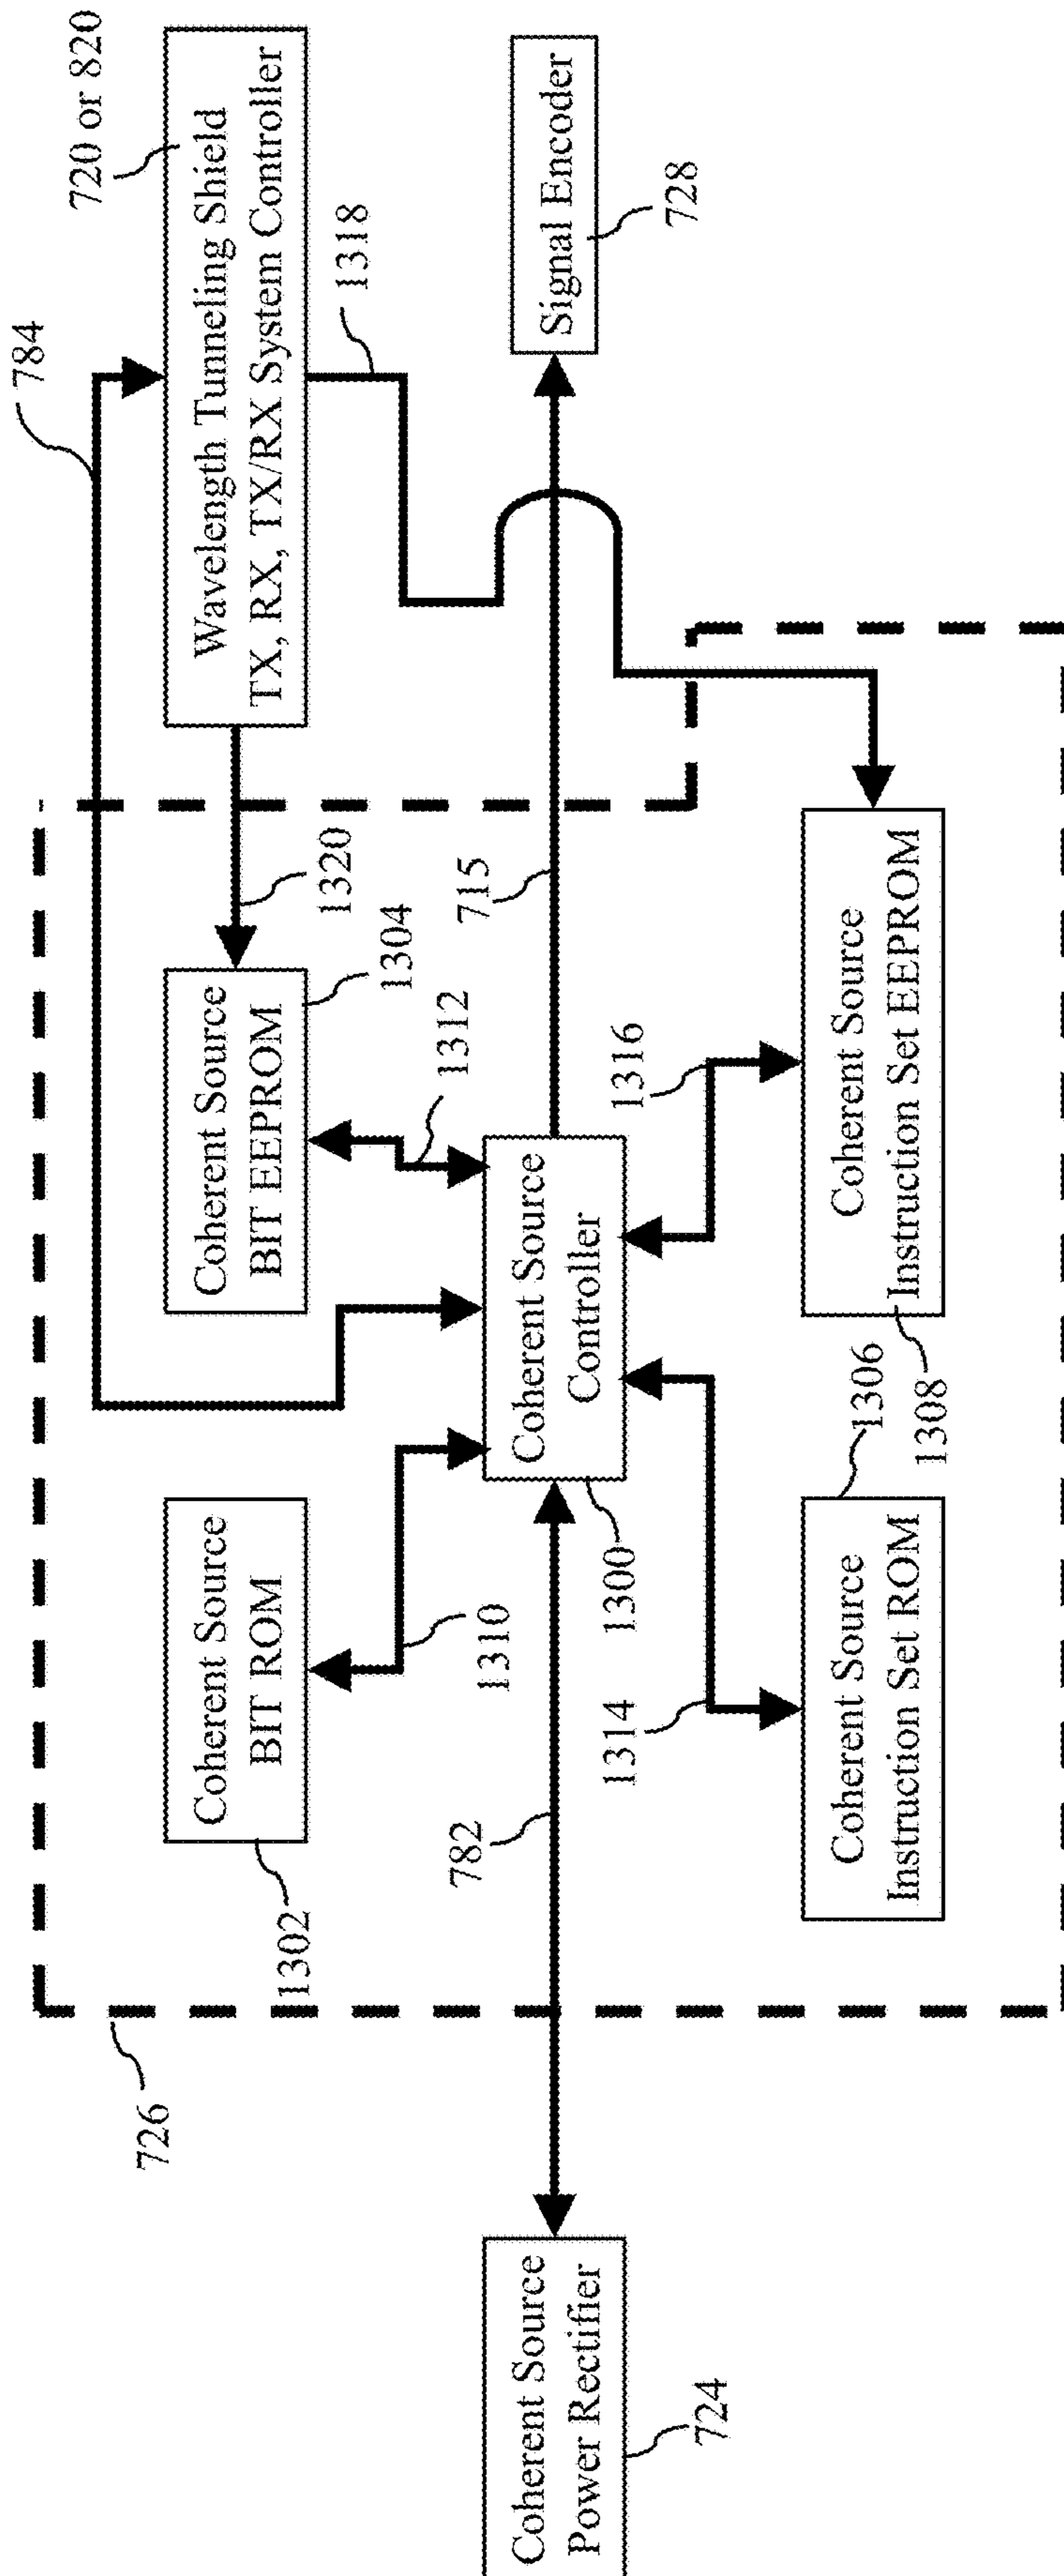 726
784
720 or 820
Wavelength Tunneling Shield
TX, RX, TX/RX System Controller
1318
1320
Coherent Source
BIT ROM
1302
Coherent Source
BIT EEPROM
1304
1310
1312
Coherent Source
Power Rectifier
724
782
Coherent Source
Controller
1300
715
Signal Encoder
728
1314
1316
Coherent Source
Instruction Set ROM
1306
Coherent Source
Instruction Set EEPROM
1308